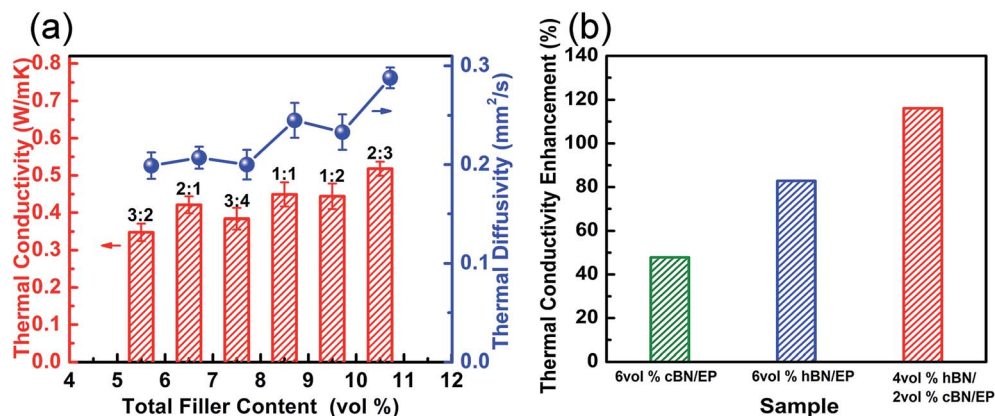 (a)
Thermal Conductivity (W/mK)
0.8
0.7
0.6
0.5
0.4
0.3
0.2
0.1
0.0
3:2
2:1
3:4
1:1
1:2
2:3
0.3
0.2
0.1
0.0
Thermal Diffusivity (mm²/s)
4 5 6 7 8 9 10 11 12
Total Filler Content (vol %)
(b)
Thermal Conductivity Enhancement (%)
140
120
100
80
60
40
20
0
6vol % cBN/EP
6vol % hBN/EP
4vol % hBN/
2vol % cBN/EP
Sample